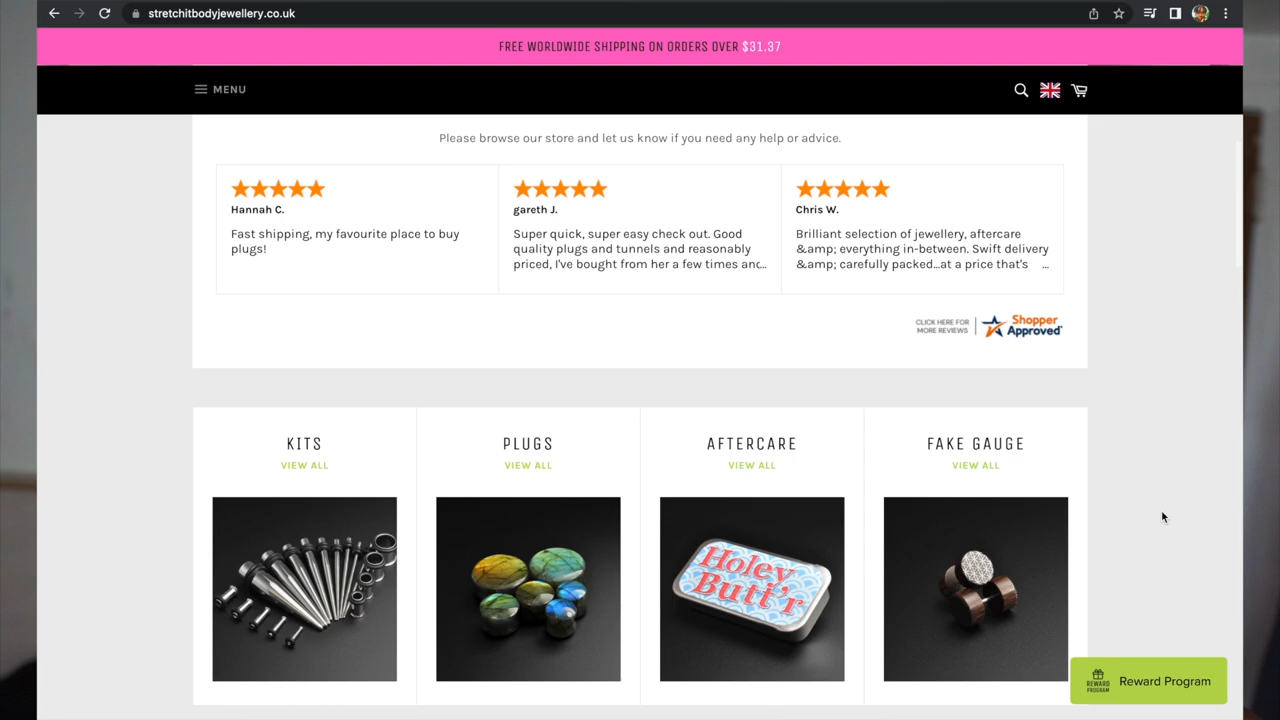 stretchitbodyjewellery.co.uk
FREE WORLDWIDE SHIPPING ON ORDERS OVER $31.37
MENU
Please browse our store and let us know if you need any help or advice.
Hannah C.
Fast shipping, my favourite place to buy
plugs!
gareth J.
Super quick, super easy check out. Good
quality plugs and tunnels and reasonably
priced, I've bought from her a few times anc...
Chris W.
Brilliant selection of jewellery, aftercare
&amp; everything in-between. Swift delivery
&amp; carefully packed...at a price that's ...
CLICK HERE FOR
MORE REVIEWS
Shopper
Approved
KITS
VIEW ALL
PLUGS
VIEW ALL
AFTERCARE
VIEW ALL
FAKE GAUGE
VIEW ALL
Holey
Butt'r
REWARD
PROGRAM
Reward Program